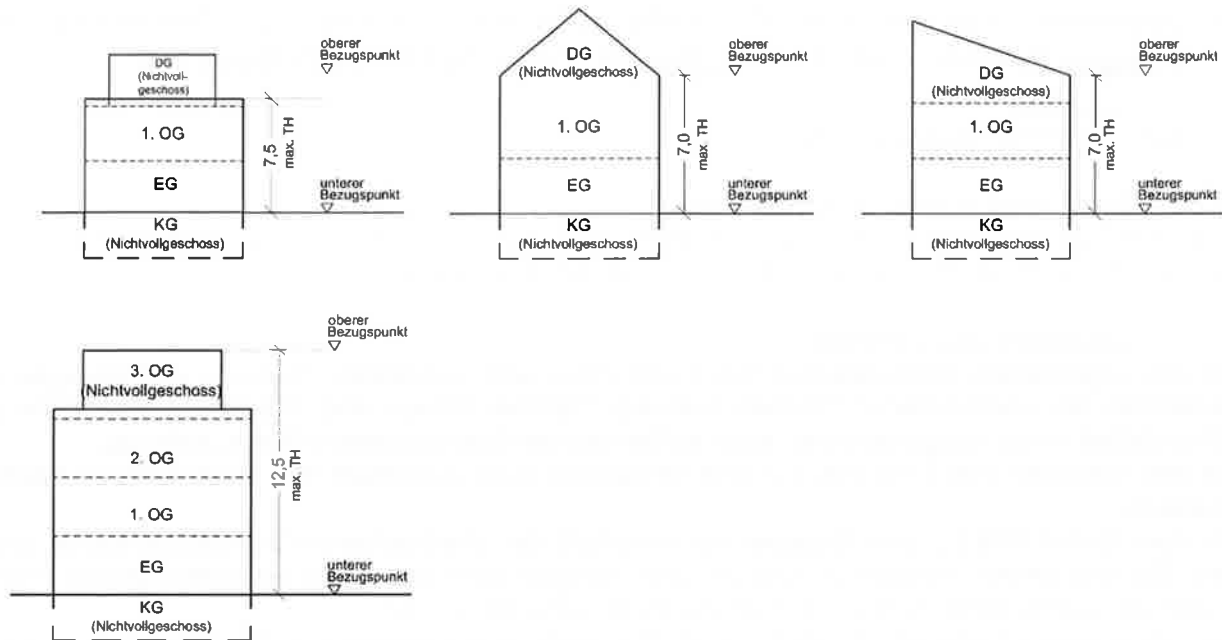 DG
(Nichtvoll-
geschoss)
1. OG
EG
KG
(Nichtvollgeschoss)
7,5
max. TH
oberer
Bezugspunkt
unterer
Bezugspunkt
DG
(Nichtvollgeschoss)
1. OG
EG
KG
(Nichtvollgeschoss)
7,0
max. TH
oberer
Bezugspunkt
unterer
Bezugspunkt
DG
(Nichtvollgeschoss)
1. OG
EG
KG
(Nichtvollgeschoss)
7,0
max. TH
oberer
Bezugspunkt
unterer
Bezugspunkt
3. OG
(Nichtvollgeschoss)
2. OG
1. OG
EG
KG
(Nichtvollgeschoss)
12,5
max. TH
oberer
Bezugspunkt
unterer
Bezugspunkt